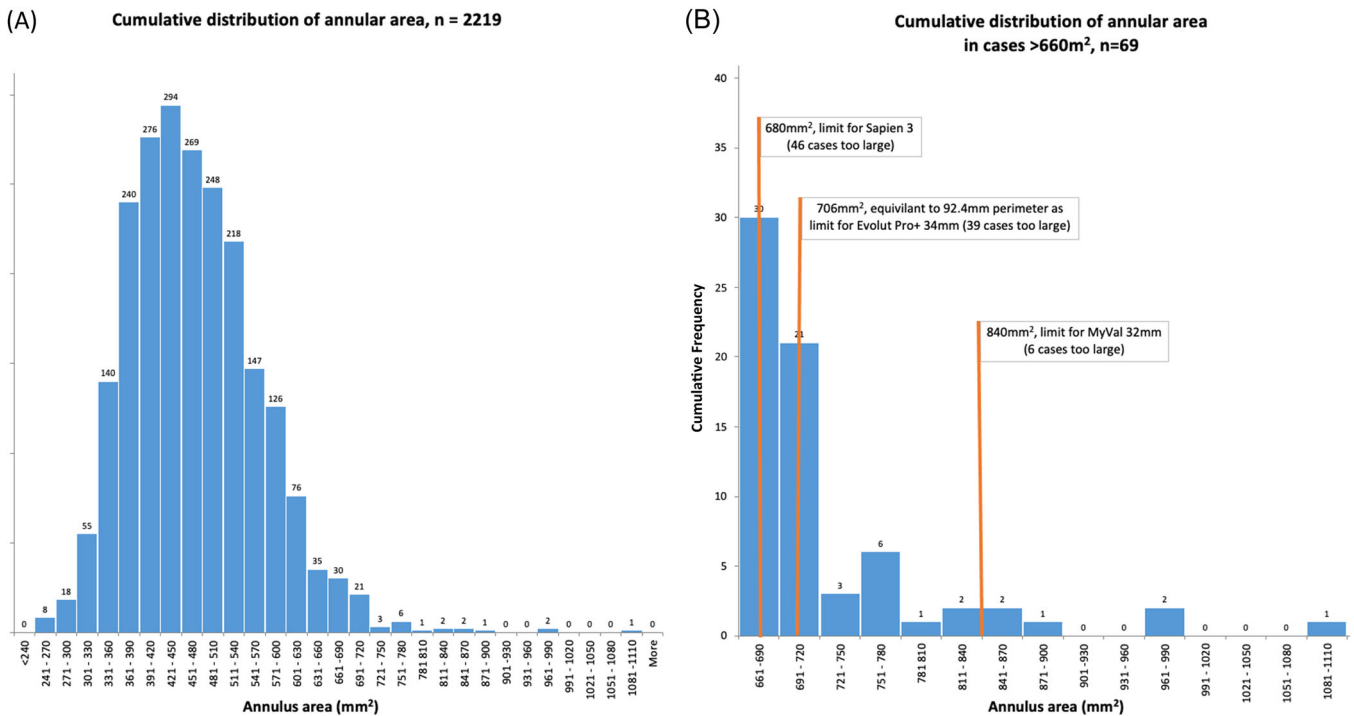 (A)
Cumulative distribution of annular area, n = 2219
0
8
18
55
140
240
276
294
269
248
218
147
126
76
35
30
21
3
6
1
2
2
1
0
0
2
0
0
0
1
0
<240
241 - 270
271 - 300
301 - 330
331 - 360
361 - 390
391 - 420
421 - 450
451 - 480
481 - 510
511 - 540
541 - 570
571 - 600
601 - 630
631 - 660
661 -690
691 - 720
721 - 750
751 - 780
781 810
811 - 840
841 - 870
871 - 900
901 -930
931 - 960
961 - 990
991 - 1020
1021 - 1050
1051 - 1080
1081 -1110
More
Annulus area (mm²)
(B)
Cumulative distribution of annular area
in cases >660m², n=69
40
35
30
25
20
15
10
5
0
Cumulative Frequency
680mm², limit for Sapien 3
(46 cases too large)
706mm², equivilant to 92.4mm perimeter as
limit for Evolut Pro+ 34mm (39 cases too large)
840mm², limit for MyVal 32mm
(6 cases too large)
30
21
3
6
1
2
2
1
0
0
2
0
0
0
1
661 -690
691 - 720
721 - 750
751 - 780
781 810
811 - 840
841 - 870
871 - 900
901 -930
931 - 960
961 - 990
991 - 1020
1021 - 1050
1051 - 1080
1081 -1110
Annulus area (mm²)